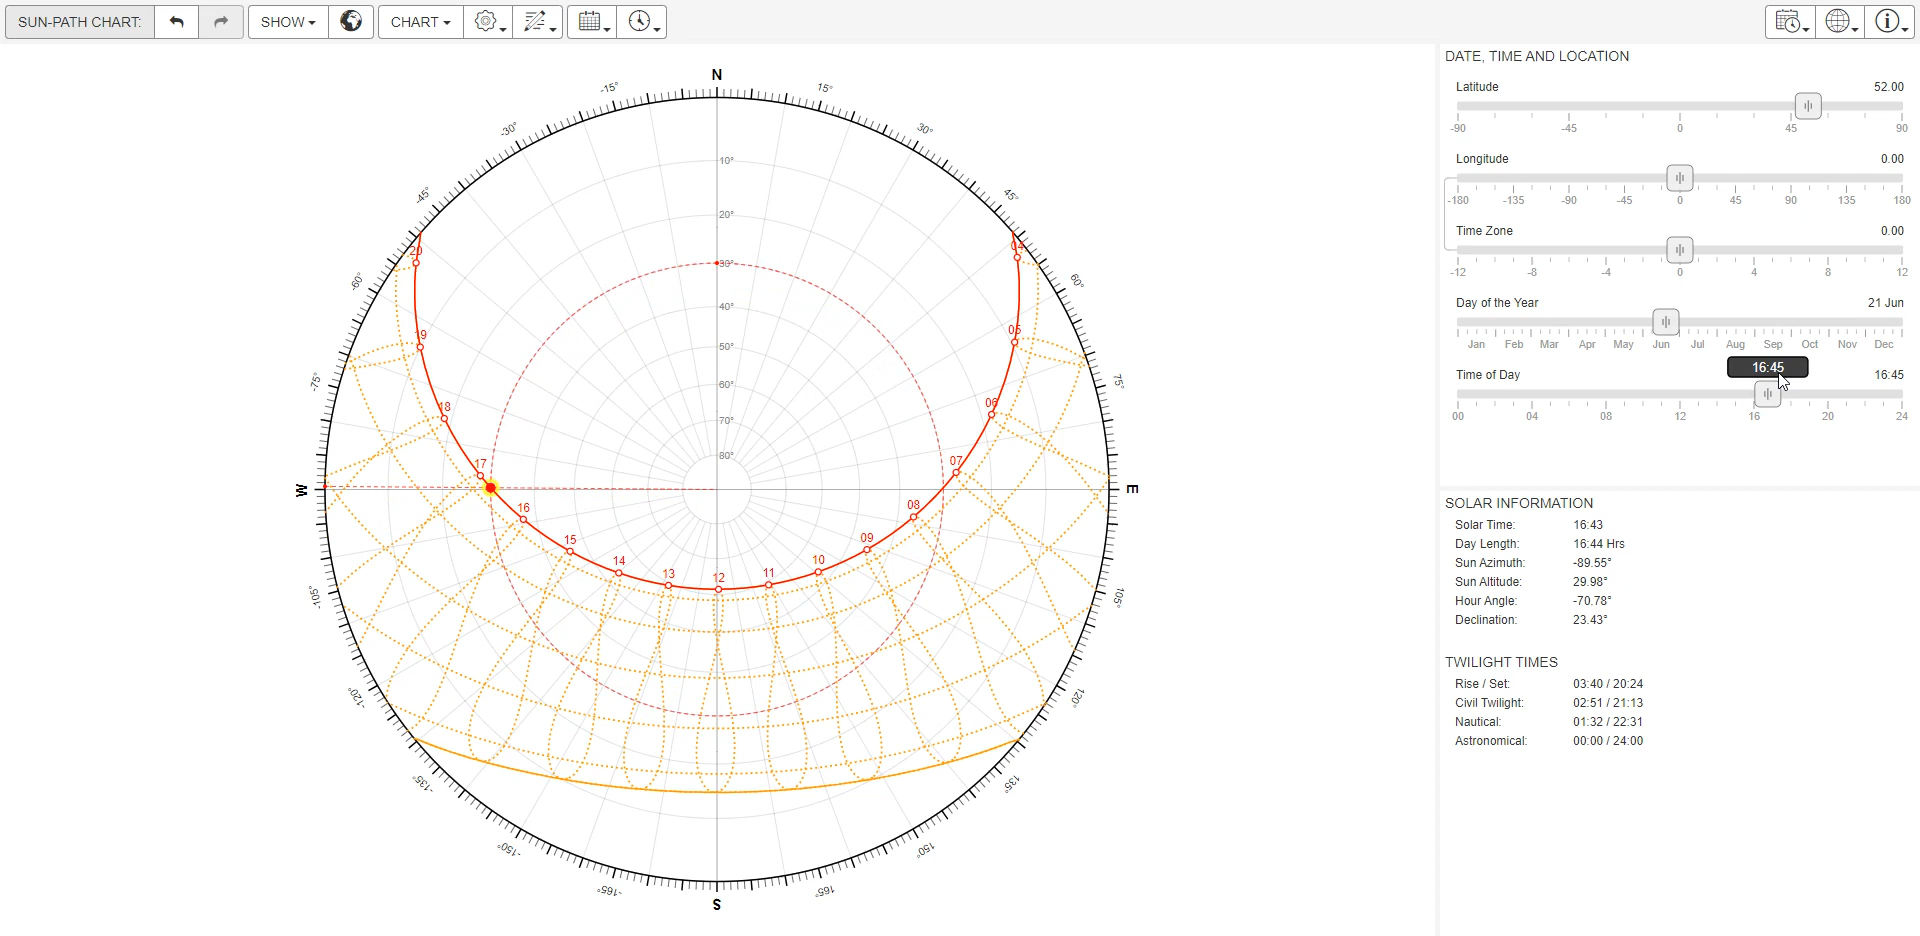 SUN-PATH CHART:
SHOW
CHART
N
-15°
15°
-30°
30°
-45°
45°
-60°
60°
-75°
75°
10°
20°
30°
40°
50°
60°
70°
80°
20
04
19
05
18
06
17
07
16
08
15
09
14
10
13
12
11
W
E
-105°
105°
-120°
120°
-135°
135°
-150°
150°
-165°
165°
S
DATE, TIME AND LOCATION
Latitude 52.00
-90 -45 0 45 90
Longitude 0.00
-180 -135 -90 -45 0 45 90 135 180
Time Zone 0.00
-12 -8 -4 0 4 8 12
Day of the Year 21 Jun
Jan Feb Mar Apr May Jun Jul Aug Sep Oct Nov Dec
16:45
Time of Day 16:45
00 04 08 12 16 20 24
SOLAR INFORMATION
Solar Time: 16:43
Day Length: 16:44 Hrs
Sun Azimuth: -89.55°
Sun Altitude: 29.98°
Hour Angle: -70.78°
Declination: 23.43°
TWILIGHT TIMES
Rise / Set: 03:40 / 20:24
Civil Twilight: 02:51 / 21:13
Nautical: 01:32 / 22:31
Astronomical: 00:00 / 24:00